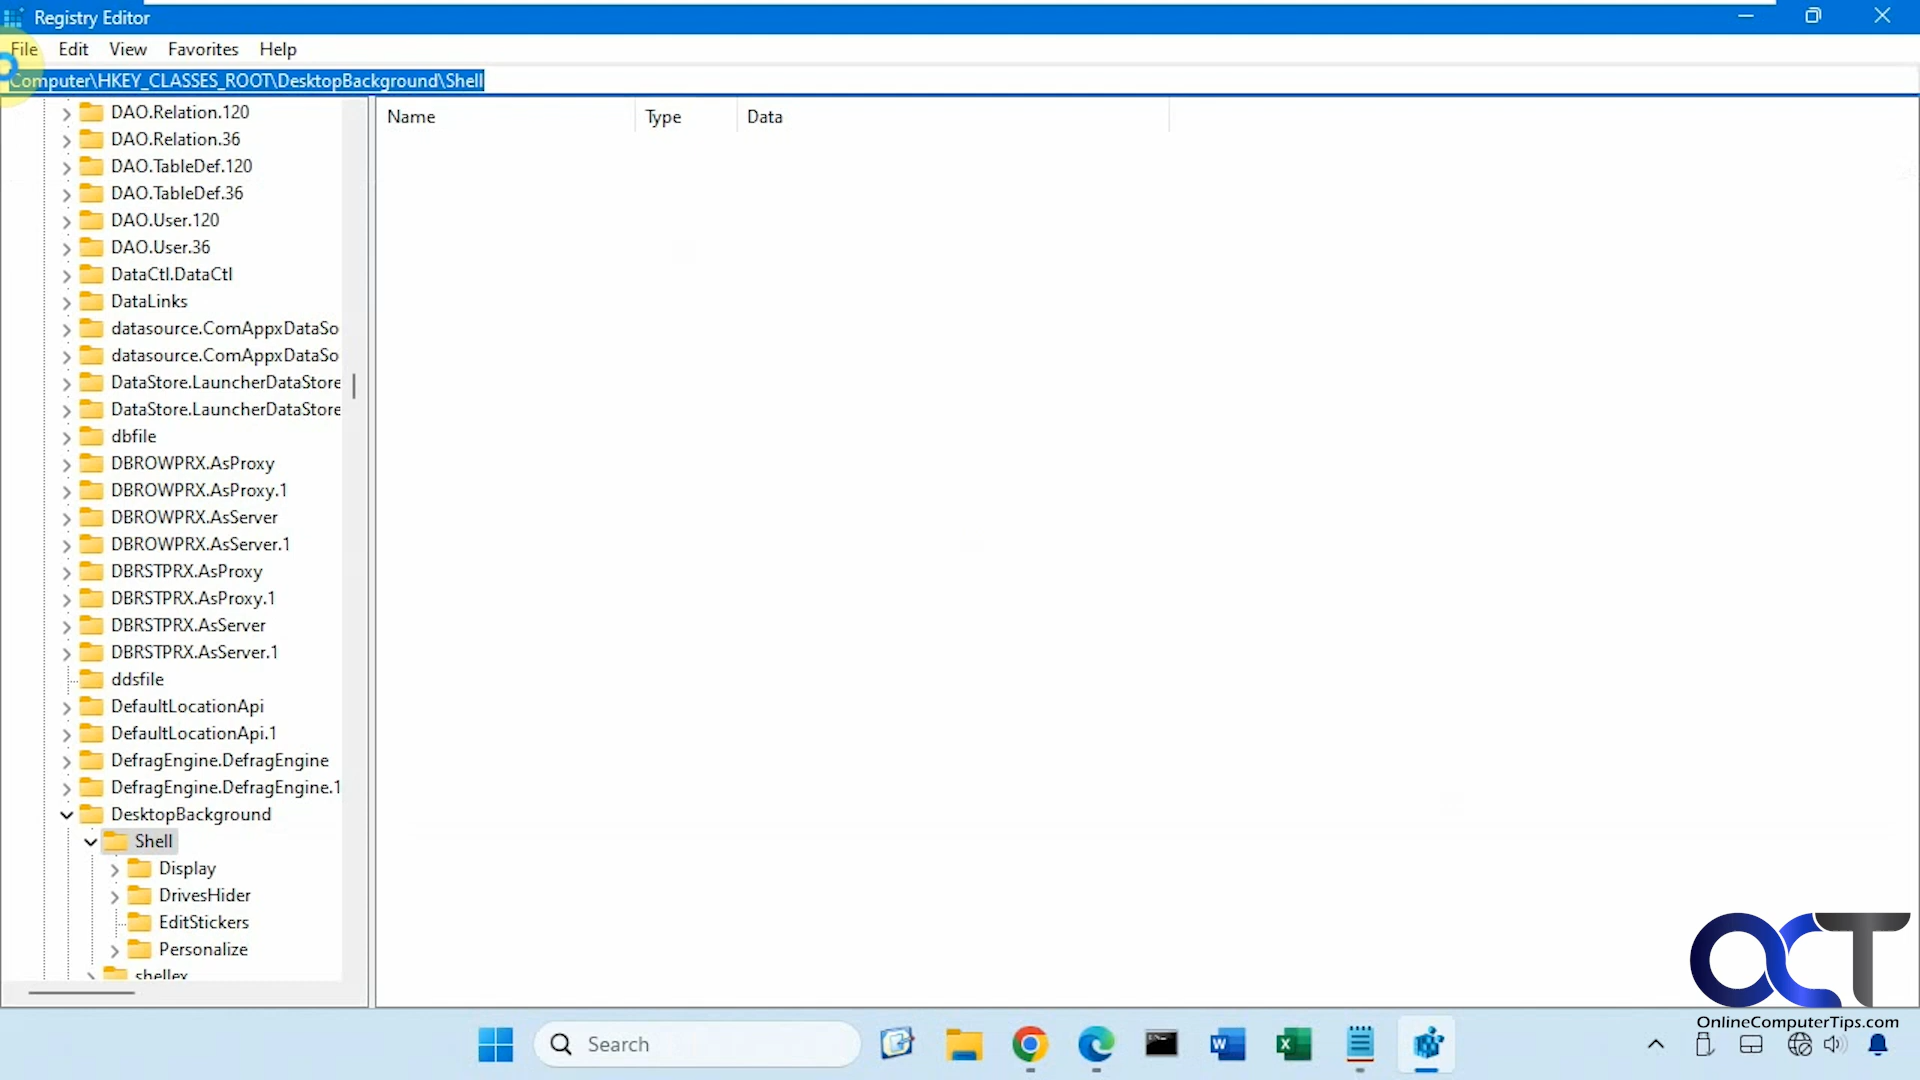 Registry Editor
File Edit View Favorites Help
Computer\HKEY_CLASSES_ROOT\DesktopBackground\Shell
Name Type Data
DAO.Relation.120
DAO.Relation.36
DAO.TableDef.120
DAO.TableDef.36
DAO.User.120
DAO.User.36
DataCtl.DataCtl
DataLinks
datasource.ComAppxDataSo
datasource.ComAppxDataSo
DataStore.LauncherDataStore
DataStore.LauncherDataStore
dbfile
DBROWPRX.AsProxy
DBROWPRX.AsProxy.1
DBROWPRX.AsServer
DBROWPRX.AsServer.1
DBRSTPRX.AsProxy
DBRSTPRX.AsProxy.1
DBRSTPRX.AsServer
DBRSTPRX.AsServer.1
ddsfile
DefaultLocationApi
DefaultLocationApi.1
DefragEngine.DefragEngine
DefragEngine.DefragEngine.1
DesktopBackground
Shell
Display
DrivesHider
EditStickers
Personalize
shellex
OCT
OnlineComputerTips.com
Search